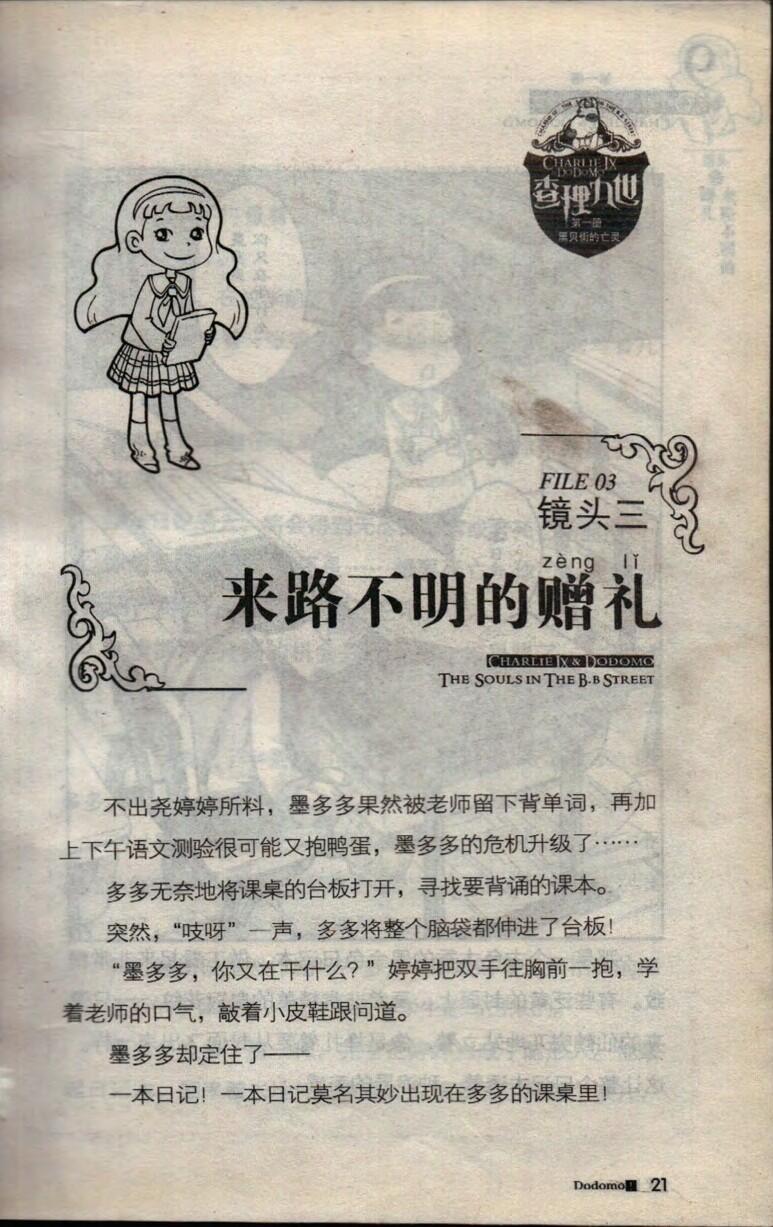 CHARLIE IX
& DODOMO
查理九世
第一册
黑贝街的亡灵
FILE 03
镜头三
zèng lǐ
来路不明的赠礼
CHARLIE IX & DODOMO
THE SOULS IN THE B.B STREET
不出尧婷婷所料，墨多多果然被老师留下背单词，再加
上下午语文测验很可能又抱鸭蛋，墨多多的危机升级了……
多多无奈地将课桌的台板打开，寻找要背诵的课本。
突然，“吱呀”一声，多多将整个脑袋都伸进了台板！
“墨多多，你又在干什么？”婷婷把双手往胸前一抱，学
着老师的口气，敲着小皮鞋跟问道。
墨多多却定住了——
一本日记！一本日记莫名其妙出现在多多的课桌里！
Dodomo 21